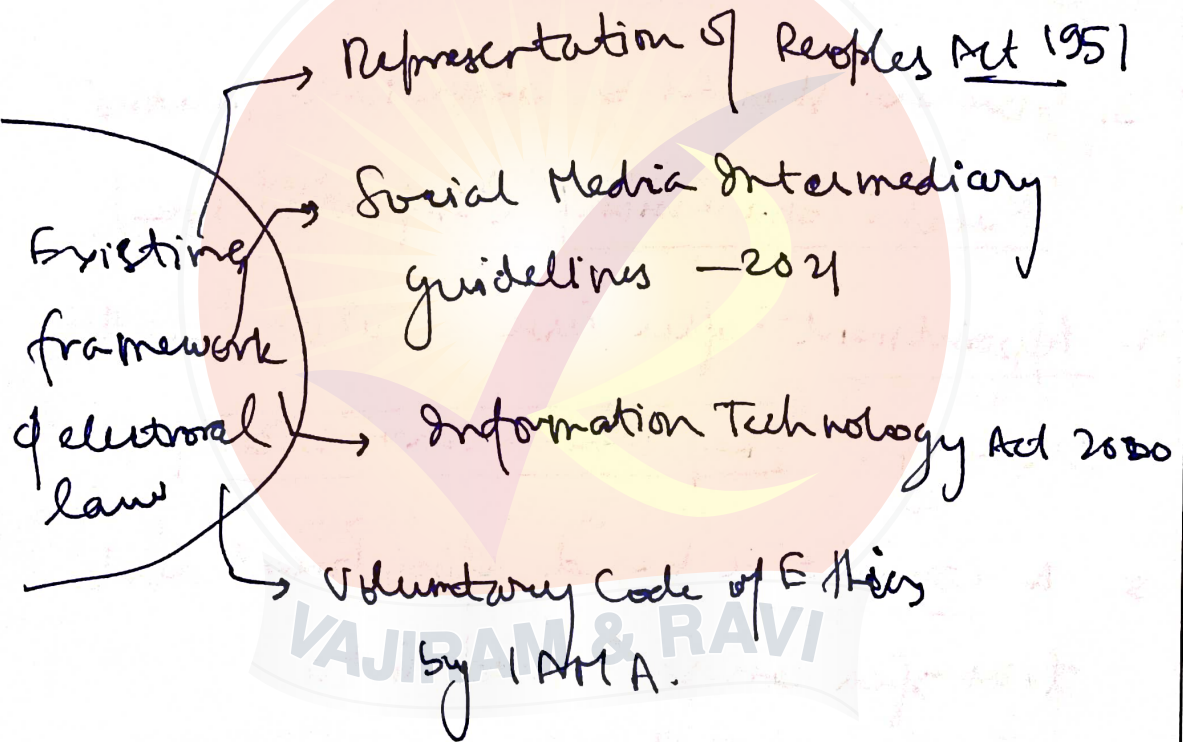 Representation of Peoples Act 1951
Social Media Intermediary
guidelines - 2021
Existing
framework
of electoral
law
Information Technology Act 2000
Voluntary Code of Ethics
by IAMA.
VAJIRAM & RAVI